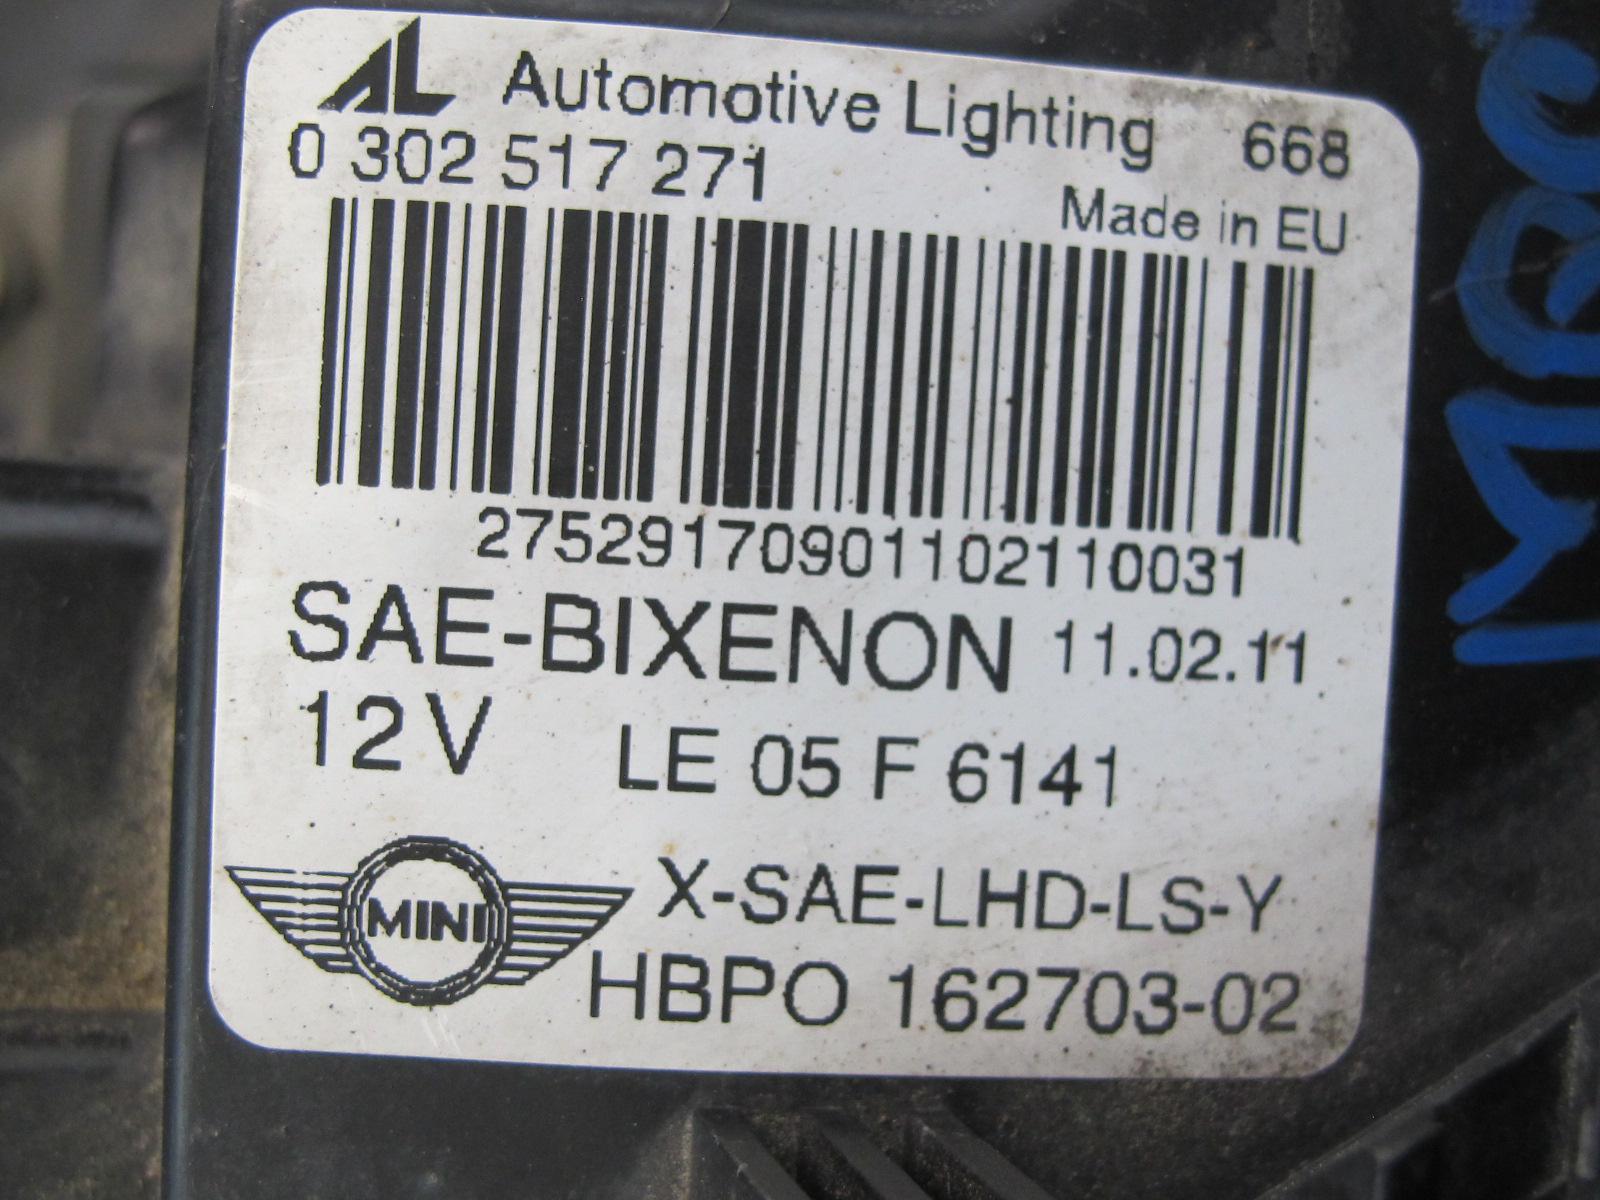 AL Automotive Lighting 668
0 302 517 271
Made in EU
27529170901102110031
SAE-BIXENON 11.02.11
12 V LE 05 F 6141
MINI X-SAE-LHD-LS-Y
HBPO 162703-02